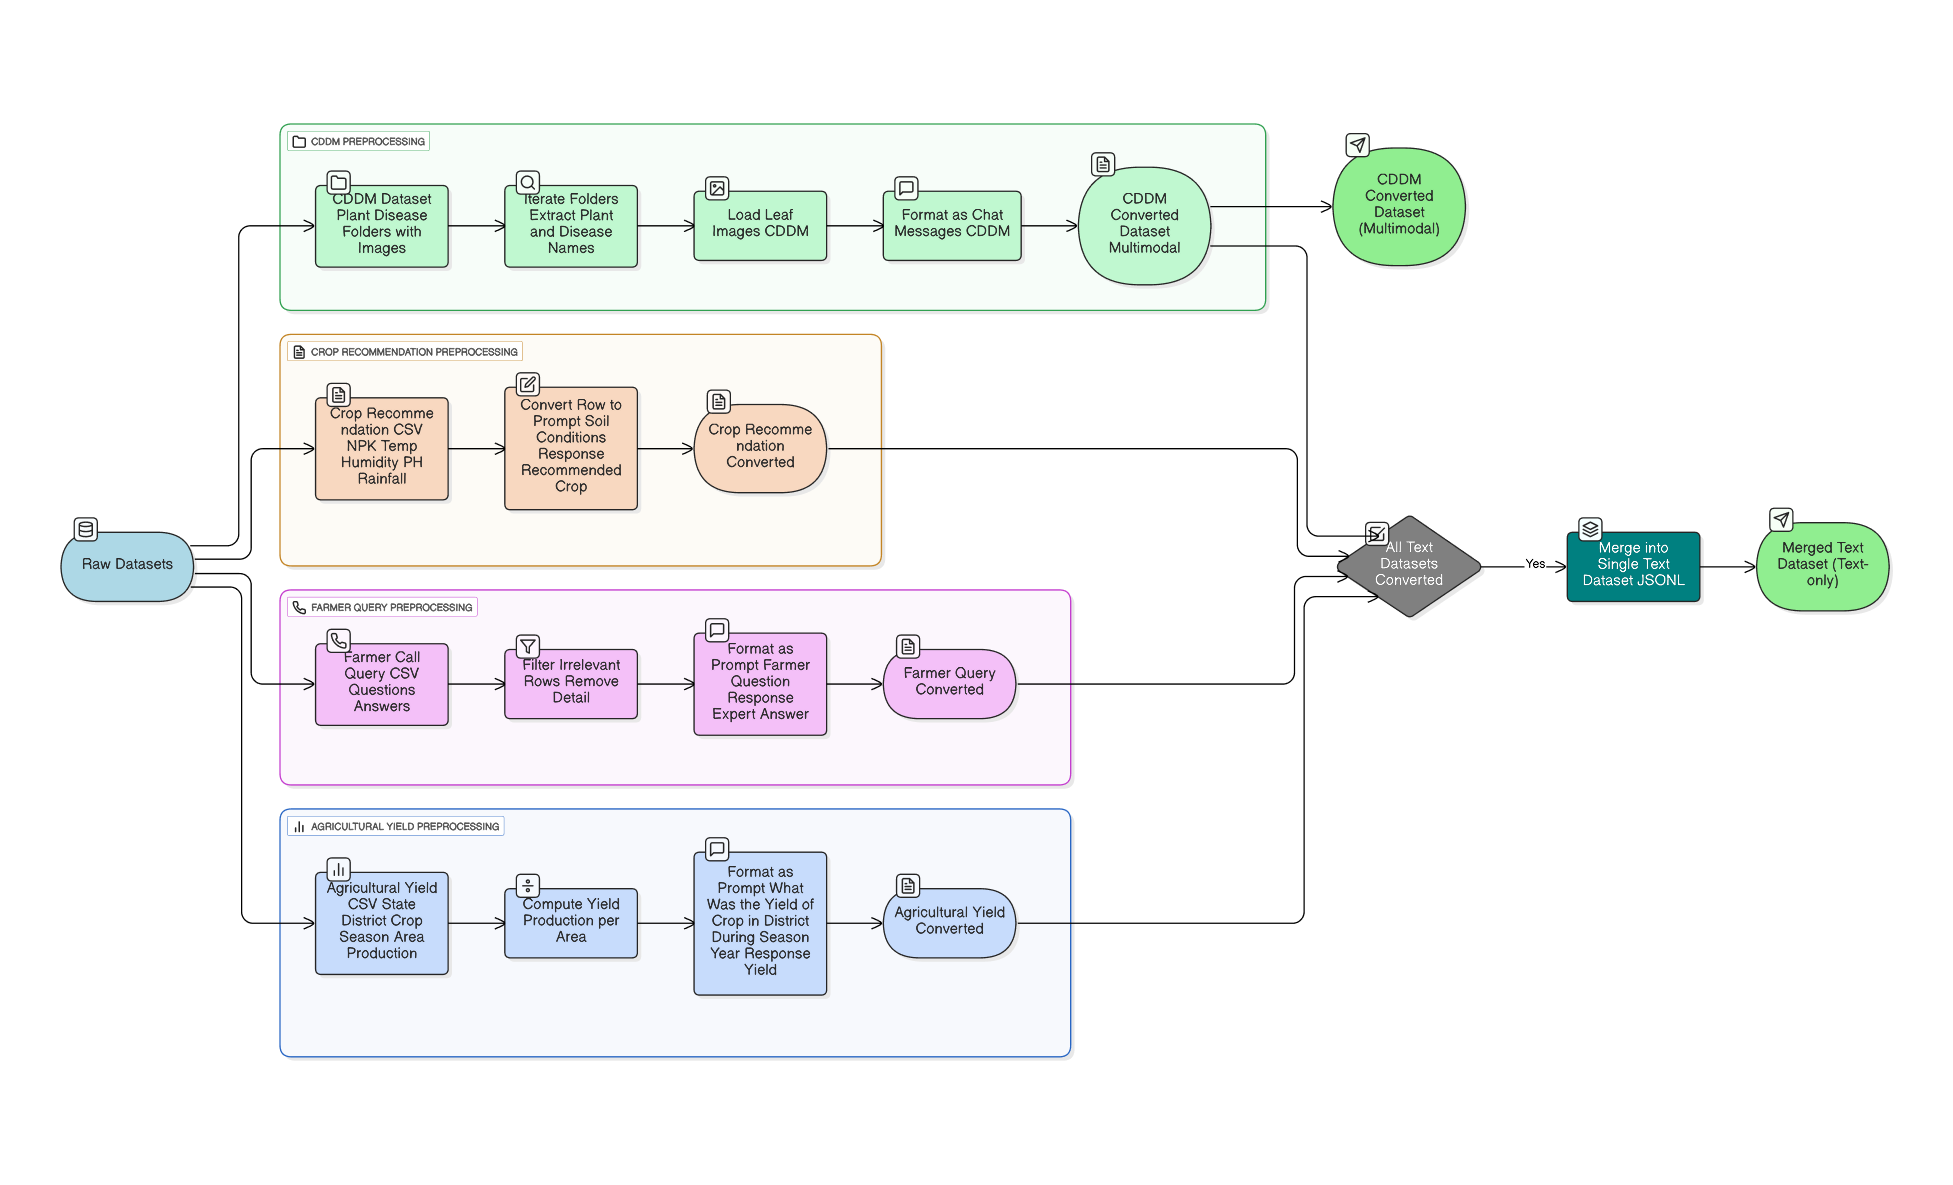 CDDM PREPROCESSING
CDDM Dataset
Plant Disease
Folders with
Images
Iterate Folders
Extract Plant
and Disease
Names
Load Leaf
Images CDDM
Format as Chat
Messages CDDM
CDDM
Converted
Dataset
Multimodal
CDDM
Converted
Dataset
(Multimodal)
CROP RECOMMENDATION PREPROCESSING
Crop Recomme
ndation CSV
NPK Temp
Humidity PH
Rainfall
Convert Row to
Prompt Soil
Conditions
Response
Recommended
Crop
Crop Recomme
ndation
Converted
Raw Datasets
All Text
Datasets
Converted
Yes
Merge into
Single Text
Dataset JSONL
Merged Text
Dataset (Text-
only)
FARMER QUERY PREPROCESSING
Farmer Call
Query CSV
Questions
Answers
Filter Irrelevant
Rows Remove
Detail
Format as
Prompt Farmer
Question
Response
Expert Answer
Farmer Query
Converted
AGRICULTURAL YIELD PREPROCESSING
Agricultural Yield
CSV State
District Crop
Season Area
Production
Compute Yield
Production per
Area
Format as
Prompt What
Was the Yield of
Crop in District
During Season
Year Response
Yield
Agricultural Yield
Converted